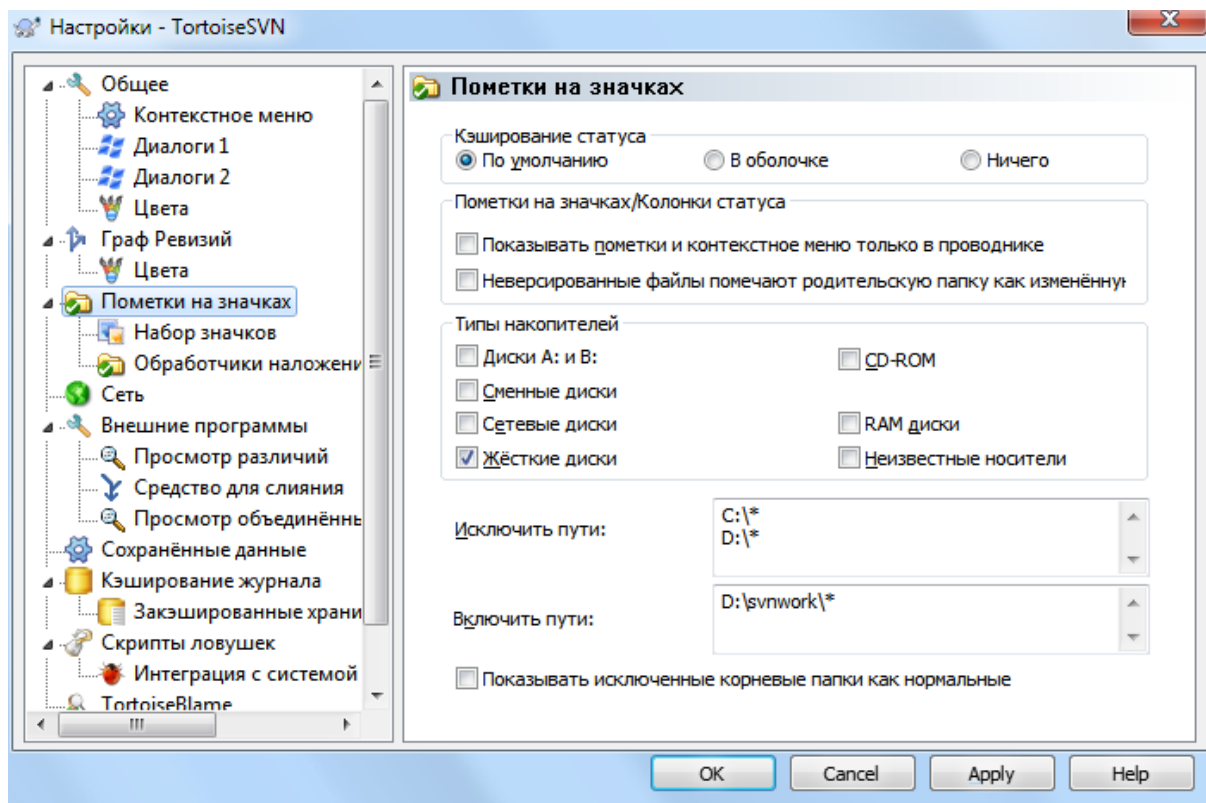 Настройки - TortoiseSVN
X
Общее
Контекстное меню
Диалоги 1
Диалоги 2
Цвета
Граф Ревизий
Цвета
Пометки на значках
Набор значков
Обработчики наложени
Сеть
Внешние программы
Просмотр различий
Средство для слияния
Просмотр объединённь
Сохранённые данные
Кэширование журнала
Закэшированные храни
Скрипты ловушек
Интеграция с системой
TortoiseBlame
Пометки на значках
Кэширование статуса
По умолчанию В оболочке Ничего
Пометки на значках/Колонки статуса
Показывать пометки и контекстное меню только в проводнике
Неверсированные файлы помечают родительскую папку как изменённун
Типы накопителей
Диски A: и B: CD-ROM
Сменные диски
Сетевые диски RAM диски
Жёсткие диски Неизвестные носители
Исключить пути:
C:\*
D:\*
Включить пути:
D:\svnwork\*
Показывать исключенные корневые папки как нормальные
OK Cancel Apply Help